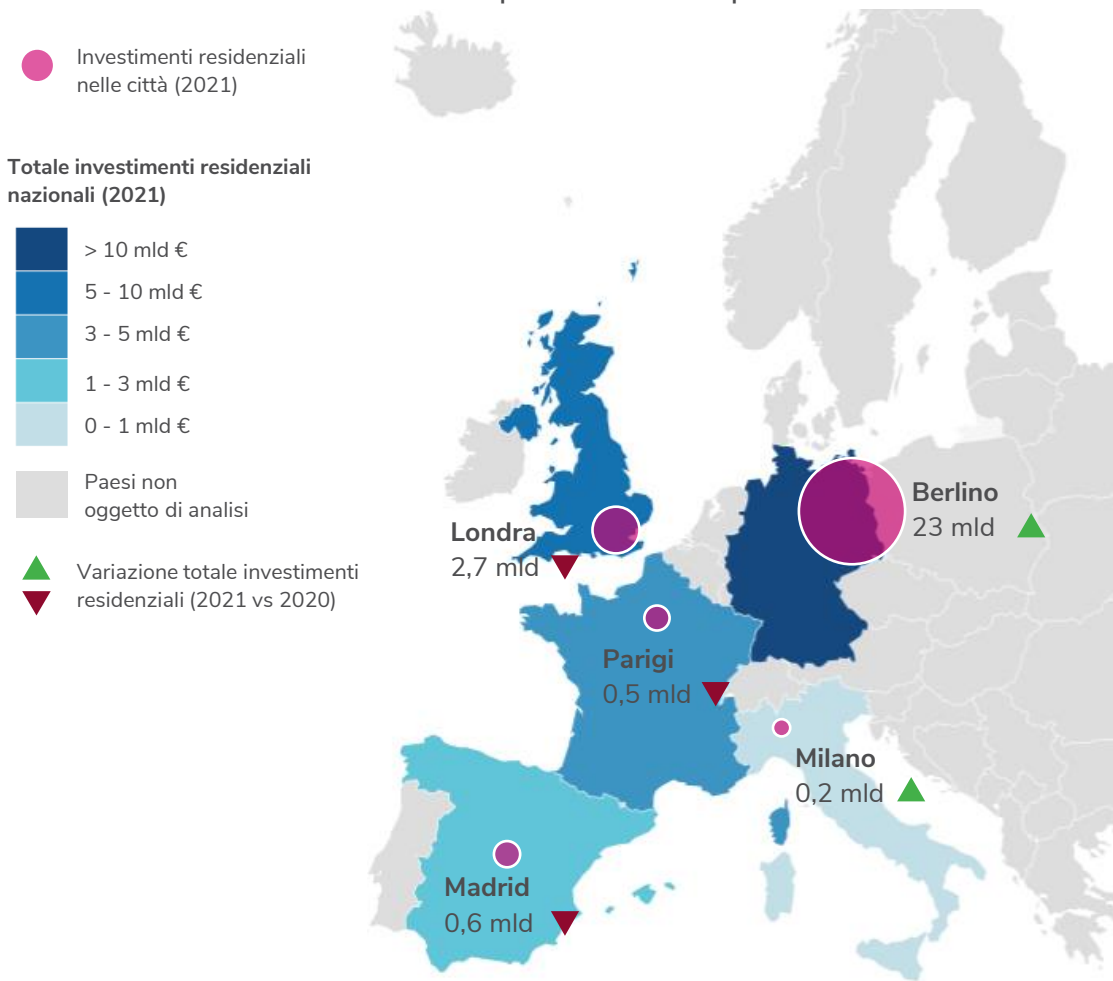 Investimenti residenziali
nelle città (2021)
Totale investimenti residenziali
nazionali (2021)
> 10 mld €
5 - 10 mld €
3 - 5 mld €
1 - 3 mld €
0 - 1 mld €
Paesi non
oggetto di analisi
Variazione totale investimenti
residenziali (2021 vs 2020)
Londra
2,7 mld
Berlino
23 mld
Parigi
0,5 mld
Milano
0,2 mld
Madrid
0,6 mld